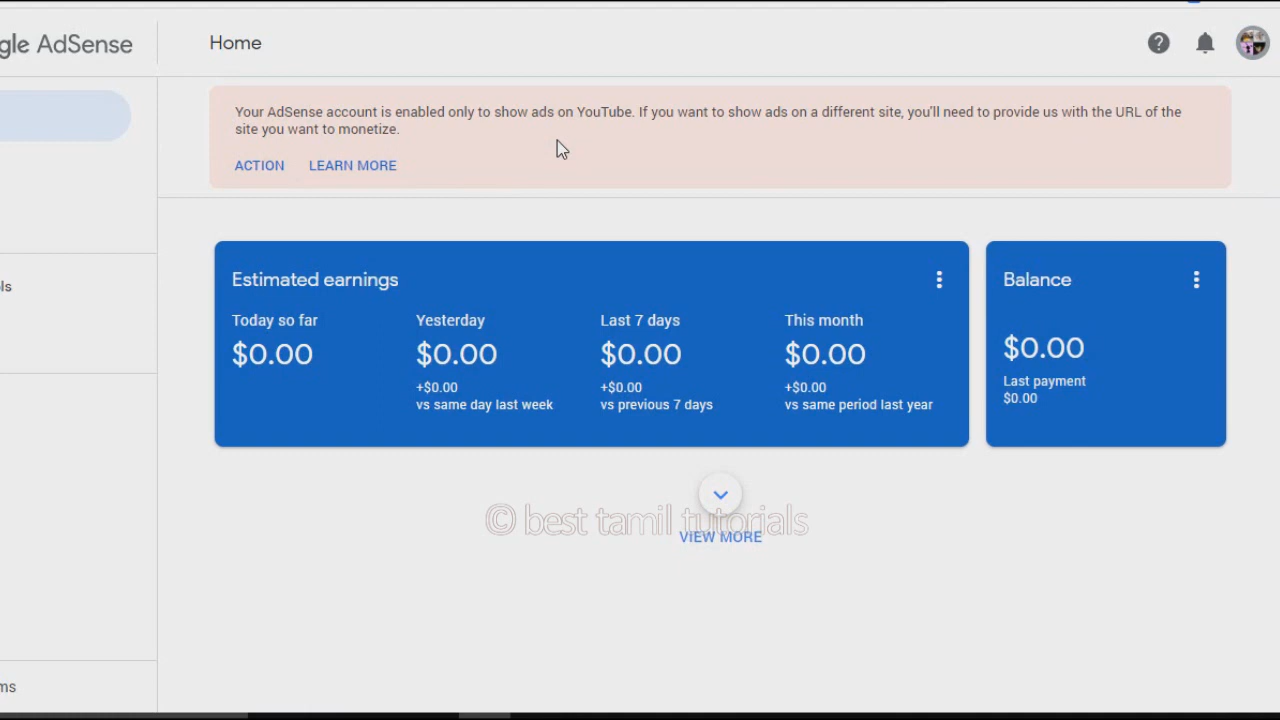 gle AdSense
Home
Your AdSense account is enabled only to show ads on YouTube. If you want to show ads on a different site, you'll need to provide us with the URL of the
site you want to monetize.
ACTION LEARN MORE
Estimated earnings
Balance
Today so far
Yesterday
Last 7 days
This month
$0.00
$0.00
$0.00
$0.00
$0.00
+$0.00
+$0.00
+$0.00
vs same day last week
vs previous 7 days
vs same period last year
Last payment
$0.00
ls
© best tamil tutorials
VIEW MORE
ms